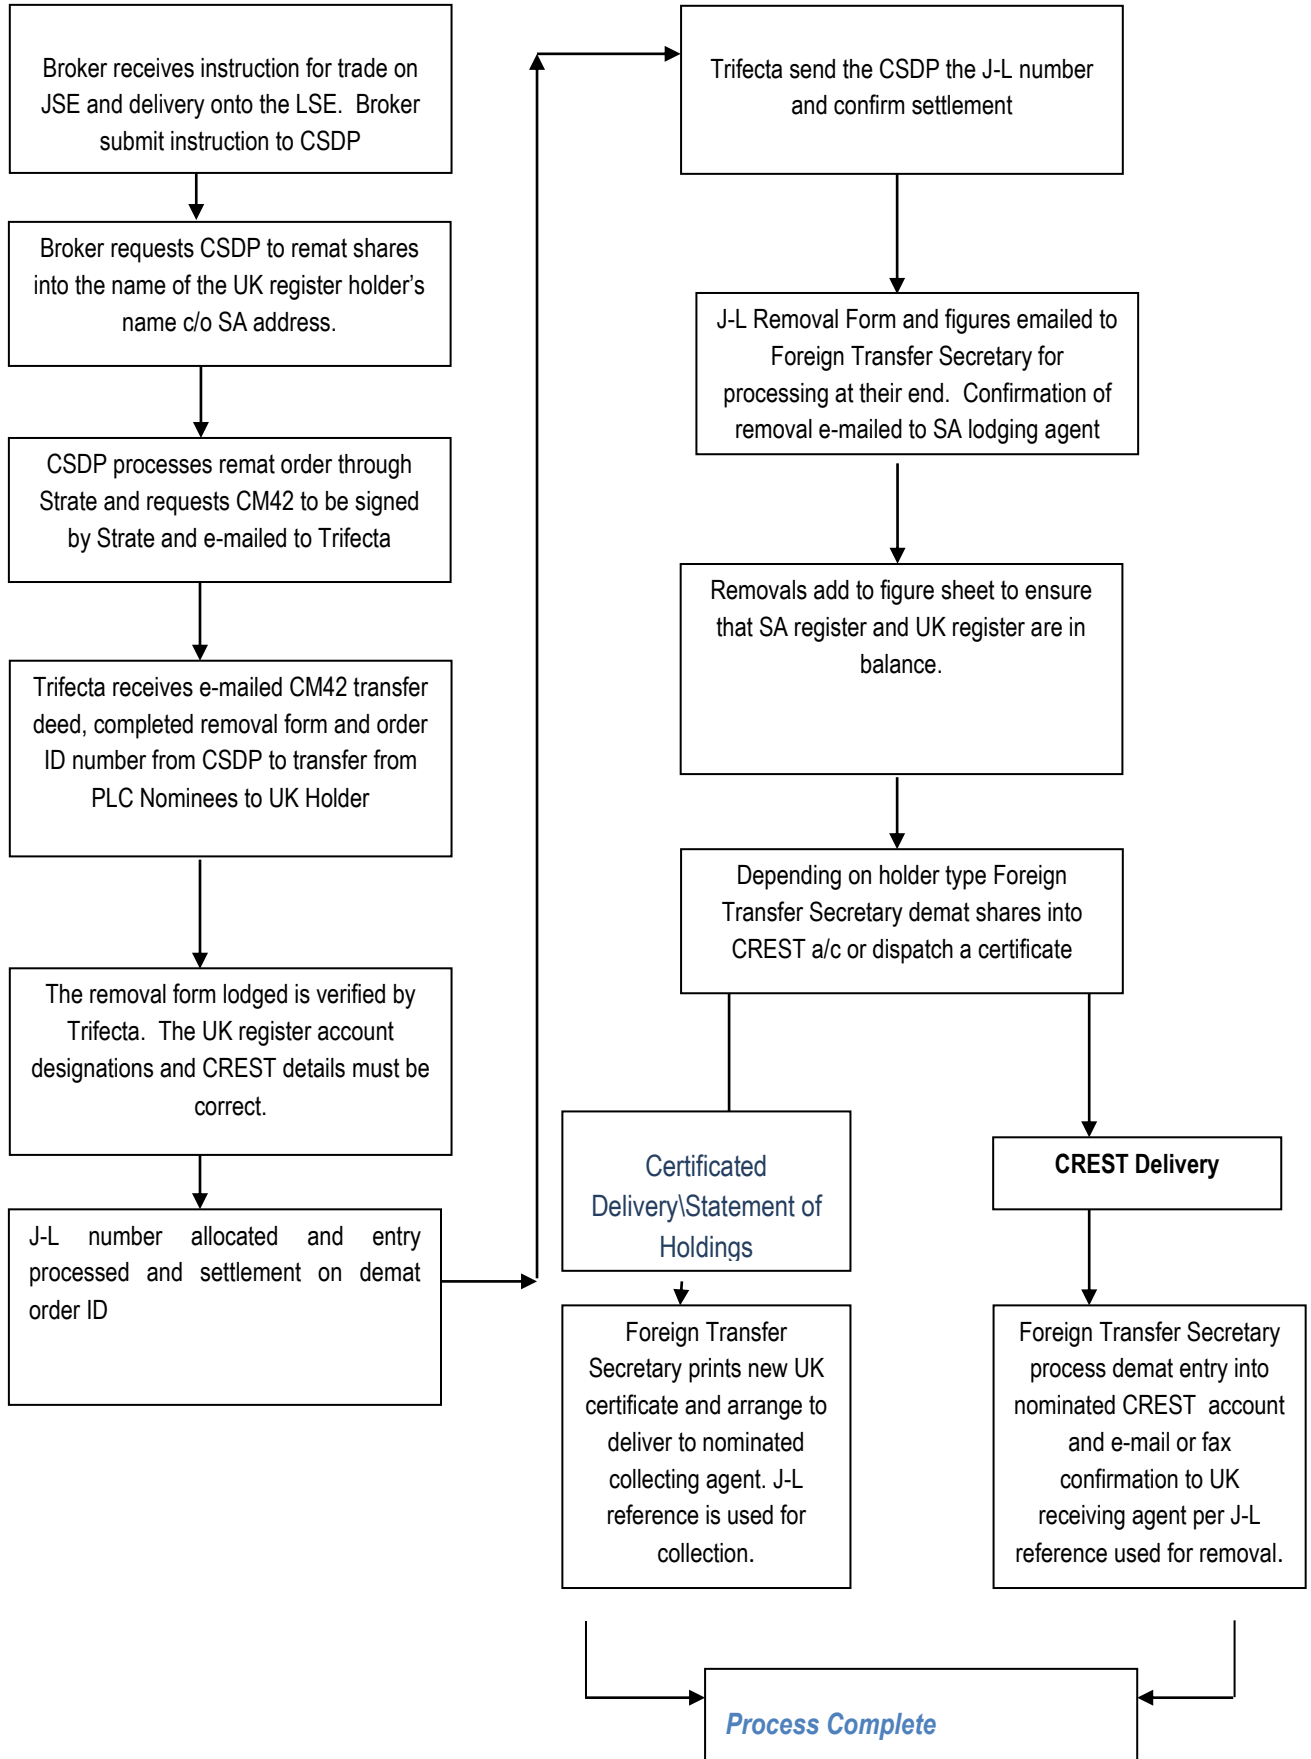 Broker receives instruction for trade on
JSE and delivery onto the LSE.  Broker
submit instruction to CSDP
Broker requests CSDP to remat shares
into the name of the UK register holder’s
name c/o SA address.
CSDP processes remat order through
Strate and requests CM42 to be signed
by Strate and e-mailed to Trifecta
Trifecta receives e-mailed CM42 transfer
deed, completed removal form and order
ID number from CSDP to transfer from
PLC Nominees to UK Holder
The removal form lodged is verified by
Trifecta.  The UK register account
designations and CREST details must be
correct.
J-L number allocated and entry
processed and settlement on demat
order ID
Trifecta send the CSDP the J-L number
and confirm settlement
J-L Removal Form and figures emailed to
Foreign Transfer Secretary for
processing at their end.  Confirmation of
removal e-mailed to SA lodging agent
Removals add to figure sheet to ensure
that SA register and UK register are in
balance.
Depending on holder type Foreign
Transfer Secretary demat shares into
CREST a/c or dispatch a certificate
Certificated
Delivery\Statement of
Holdings
Foreign Transfer
Secretary prints new UK
certificate and arrange to
deliver to nominated
collecting agent. J-L
reference is used for
collection.
CREST Delivery
Foreign Transfer Secretary
process demat entry into
nominated CREST  account
and e-mail or fax
confirmation to UK
receiving agent per J-L
reference used for removal.
Process Complete